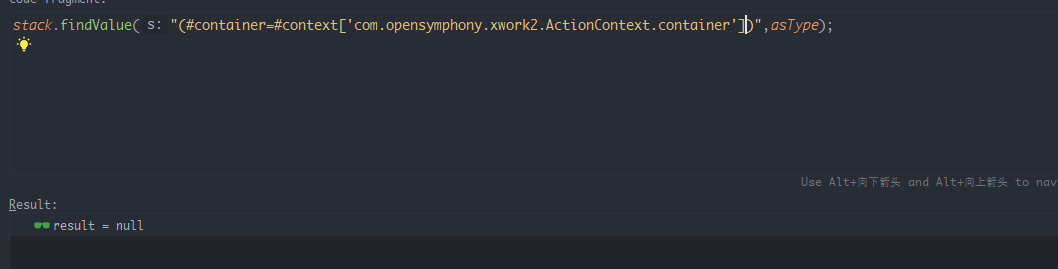 code fragment:
stack.findValue( s: "(#container=#context['com.opensymphony.xwork2.ActionContext.container'])",asType);
Use Alt+向下箭头 and Alt+向上箭头 to nav
Result:
result = null